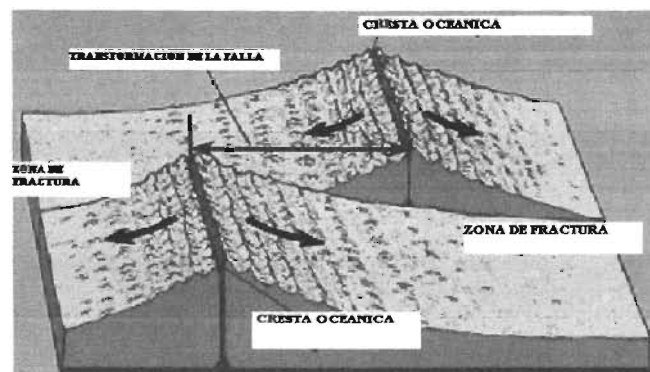 CRESTA OCEANICA
TRANSFORMACION DE LA FALLA
ZONA DE
FRACTURA
ZONA DE FRACTURA
CRESTA OCEANICA